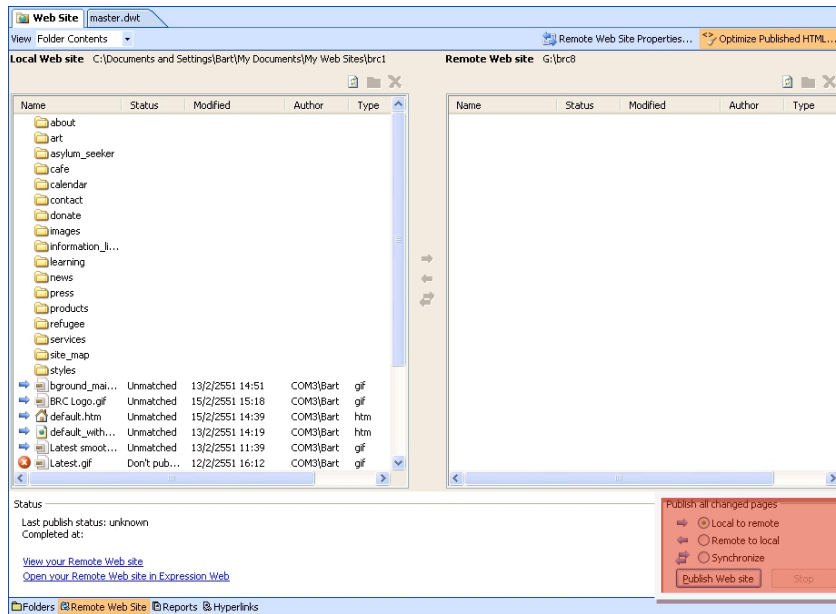 Web Site master.dwt
View Folder Contents Remote Web Site Properties... Optimize Published HTML...
Local Web site C:\Documents and Settings\Bart\My Documents\My Web Sites\brc1 Remote Web site G:\brc8
Name Status Modified Author Type Name Status Modified Author Type
about
art
asylum_seeker
cafe
calendar
contact
donate
images
information_li...
learning
news
press
products
refugee
services
site_map
styles
bground_mai... Unmatched 13/2/2551 14:51 COM3\Bart gif
BRC Logo.gif Unmatched 15/2/2551 15:18 COM3\Bart gif
default.htm Unmatched 15/2/2551 14:39 COM3\Bart htm
default_with... Unmatched 13/2/2551 14:19 COM3\Bart htm
Latest smoot... Unmatched 13/2/2551 11:39 COM3\Bart gif
Latest.gif Don't pub... 12/2/2551 16:12 COM3\Bart gif
Status
Last publish status: unknown
Completed at:
View your Remote Web site
Open your Remote Web site in Expression Web
Publish all changed pages
Local to remote
Remote to local
Synchronize
Publish Web site Stop
Folders Remote Web Site Reports Hyperlinks